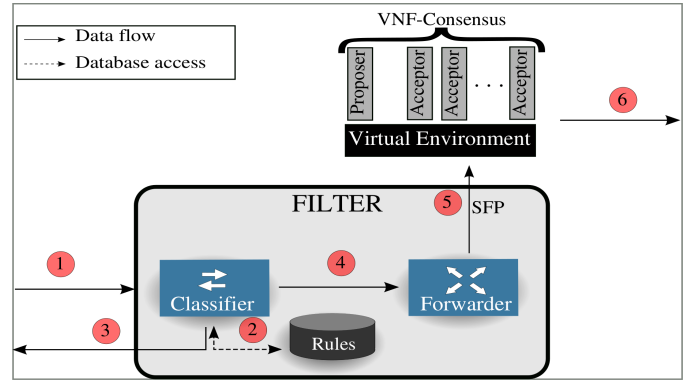 VNF-Consensus
Data flow
Database access
Proposer
Acceptor
Acceptor
. . .
Acceptor
Virtual Environment
6
5
SFP
FILTER
1
4
Classifier
Forwarder
3
2
Rules